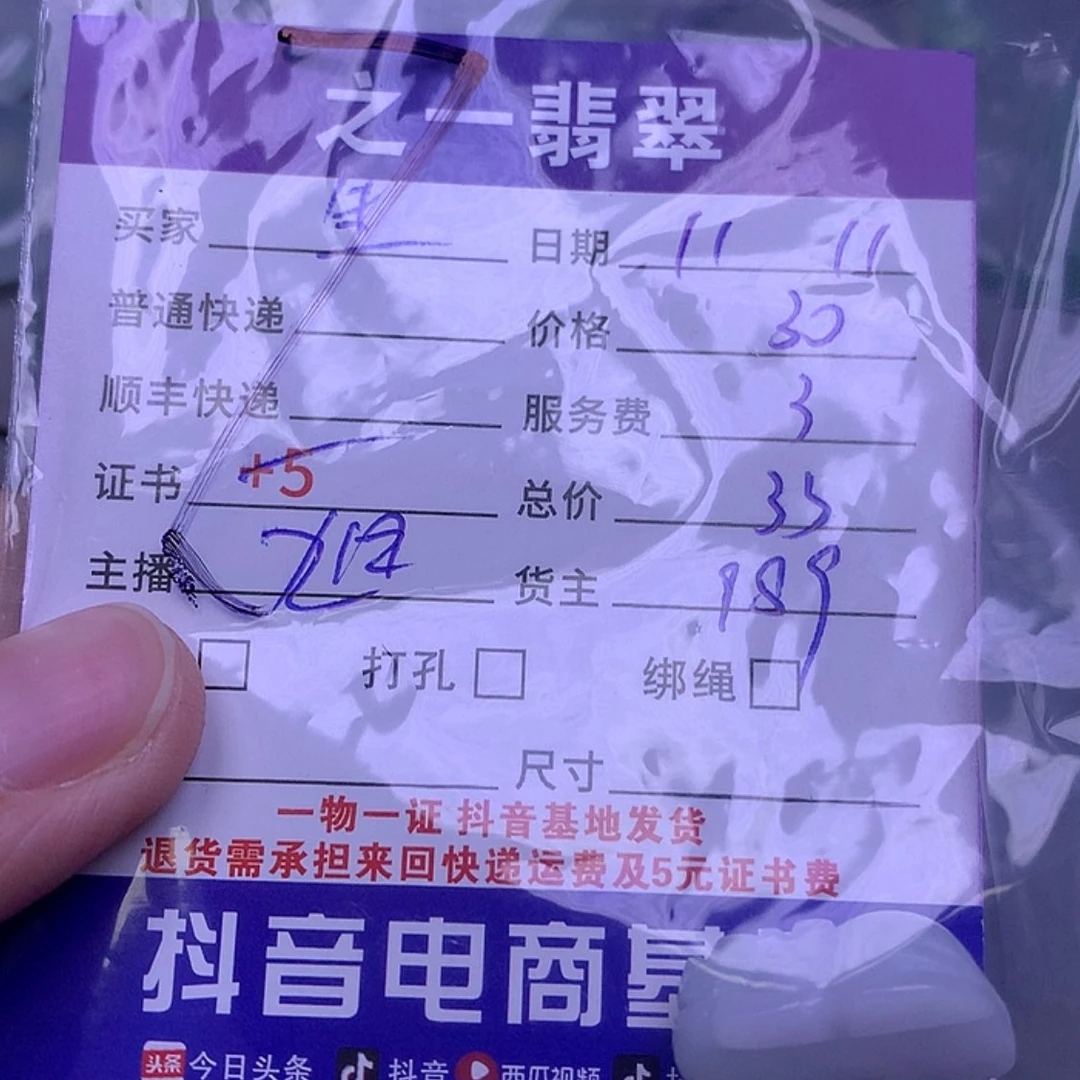 之一翡翠
买家 日期 11 11
普通快递 价格 30
顺丰快递 服务费 3
证书 +5 总价 35
主播 货主 189
打孔 绑绳
尺寸
一物一证 抖音基地发货
退货需承担来回快递运费及5元证书费
抖音电商基
头条 今日头条 抖音 西瓜视频